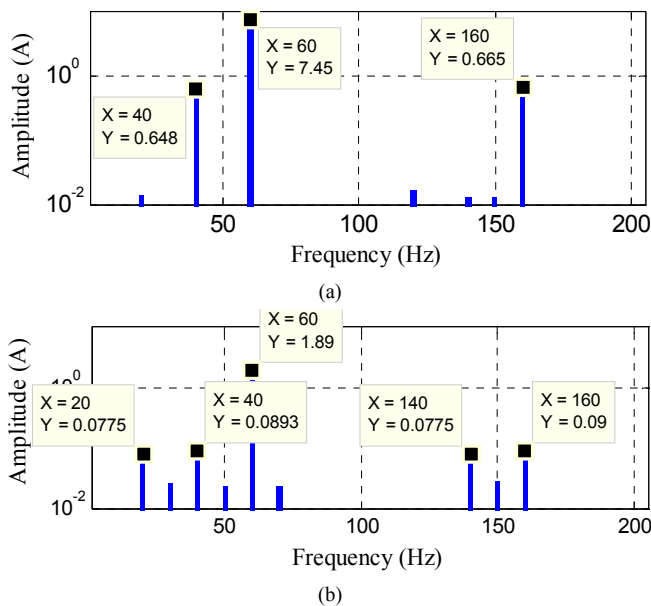 Amplitude (A)
10^0
10^-2
X = 40
Y = 0.648
X = 60
Y = 7.45
X = 160
Y = 0.665
50
100
150
200
Frequency (Hz)
(a)
Amplitude (A)
10^0
10^-2
X = 20
Y = 0.0775
X = 40
Y = 0.0893
X = 60
Y = 1.89
X = 140
Y = 0.0775
X = 160
Y = 0.09
50
100
150
200
Frequency (Hz)
(b)